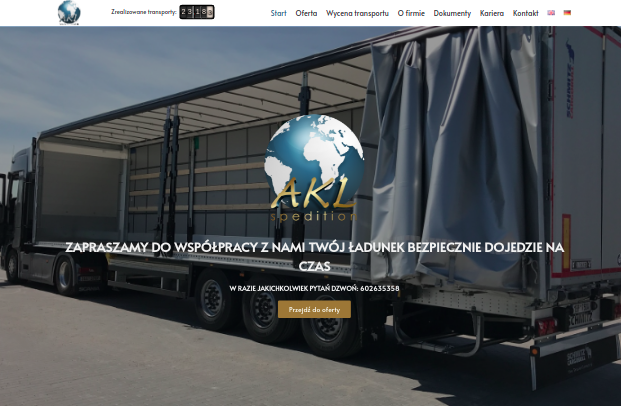 Zrealizowane transporty:
Start Oferta Wycena transportu O firmie Dokumenty Kariera Kontakt
AKL
spedition
ZAPRASZAMY DO WSPÓŁPRACY Z NAMI TWÓJ ŁADUNEK BEZPIECZNIE DOJEDZIE NA
CZAS
W RAZIE JAKICHKOLWIEK PYTAŃ DZWOŃ: 602635358
Przejdź do oferty